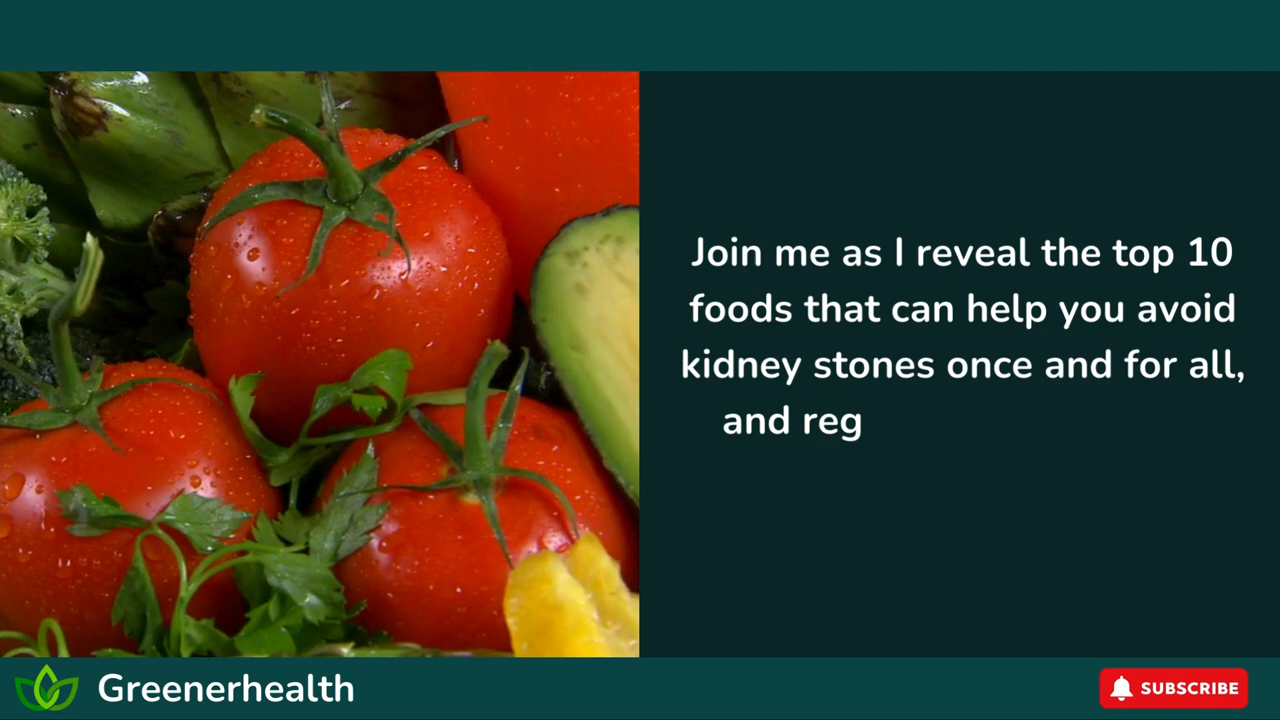 Join me as I reveal the top 10
foods that can help you avoid
kidney stones once and for all,
and reg
Greenerhealth
SUBSCRIBE